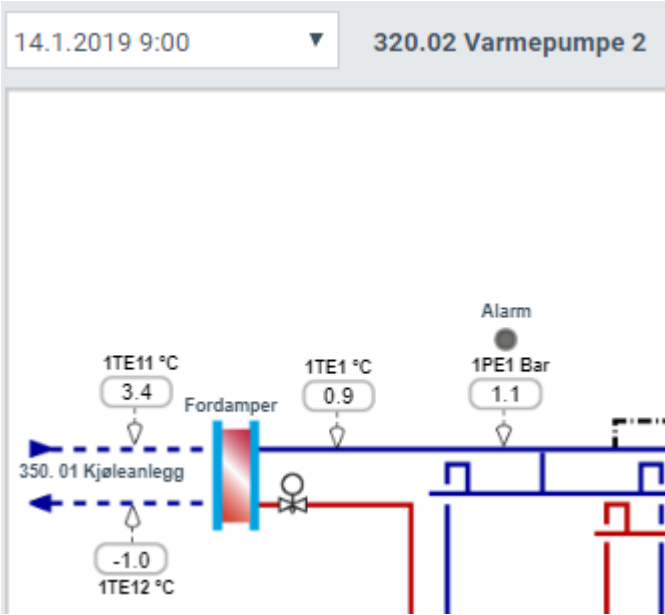 14.1.2019 9:00
320.02 Varmepumpe 2
Alarm
1TE11 °C
1TE1 °C
1PE1 Bar
3.4
0.9
1.1
Fordamper
350. 01 Kjøleanlegg
-1.0
1TE12 °C